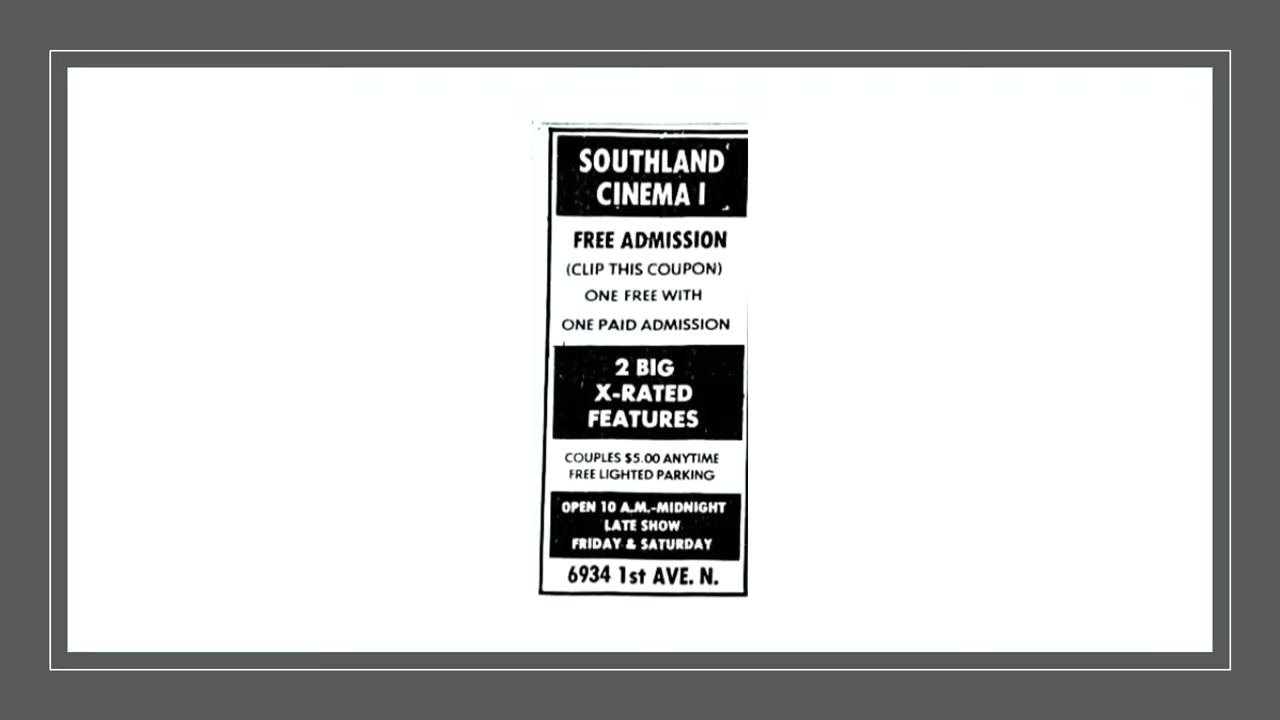 SOUTHLAND
CINEMA I
FREE ADMISSION
(CLIP THIS COUPON)
ONE FREE WITH
ONE PAID ADMISSION
2 BIG
X-RATED
FEATURES
COUPLES $5.00 ANYTIME
FREE LIGHTED PARKING
OPEN 10 A.M.-MIDNIGHT
LATE SHOW
FRIDAY & SATURDAY
6934 1st AVE. N.